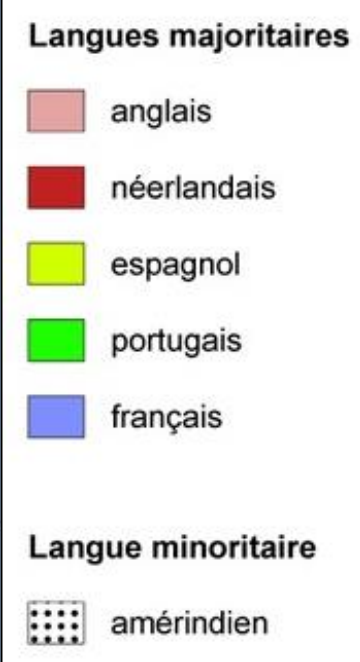 Langues majoritaires
anglais
néerlandais
espagnol
portugais
français
Langue minoritaire
amérindien